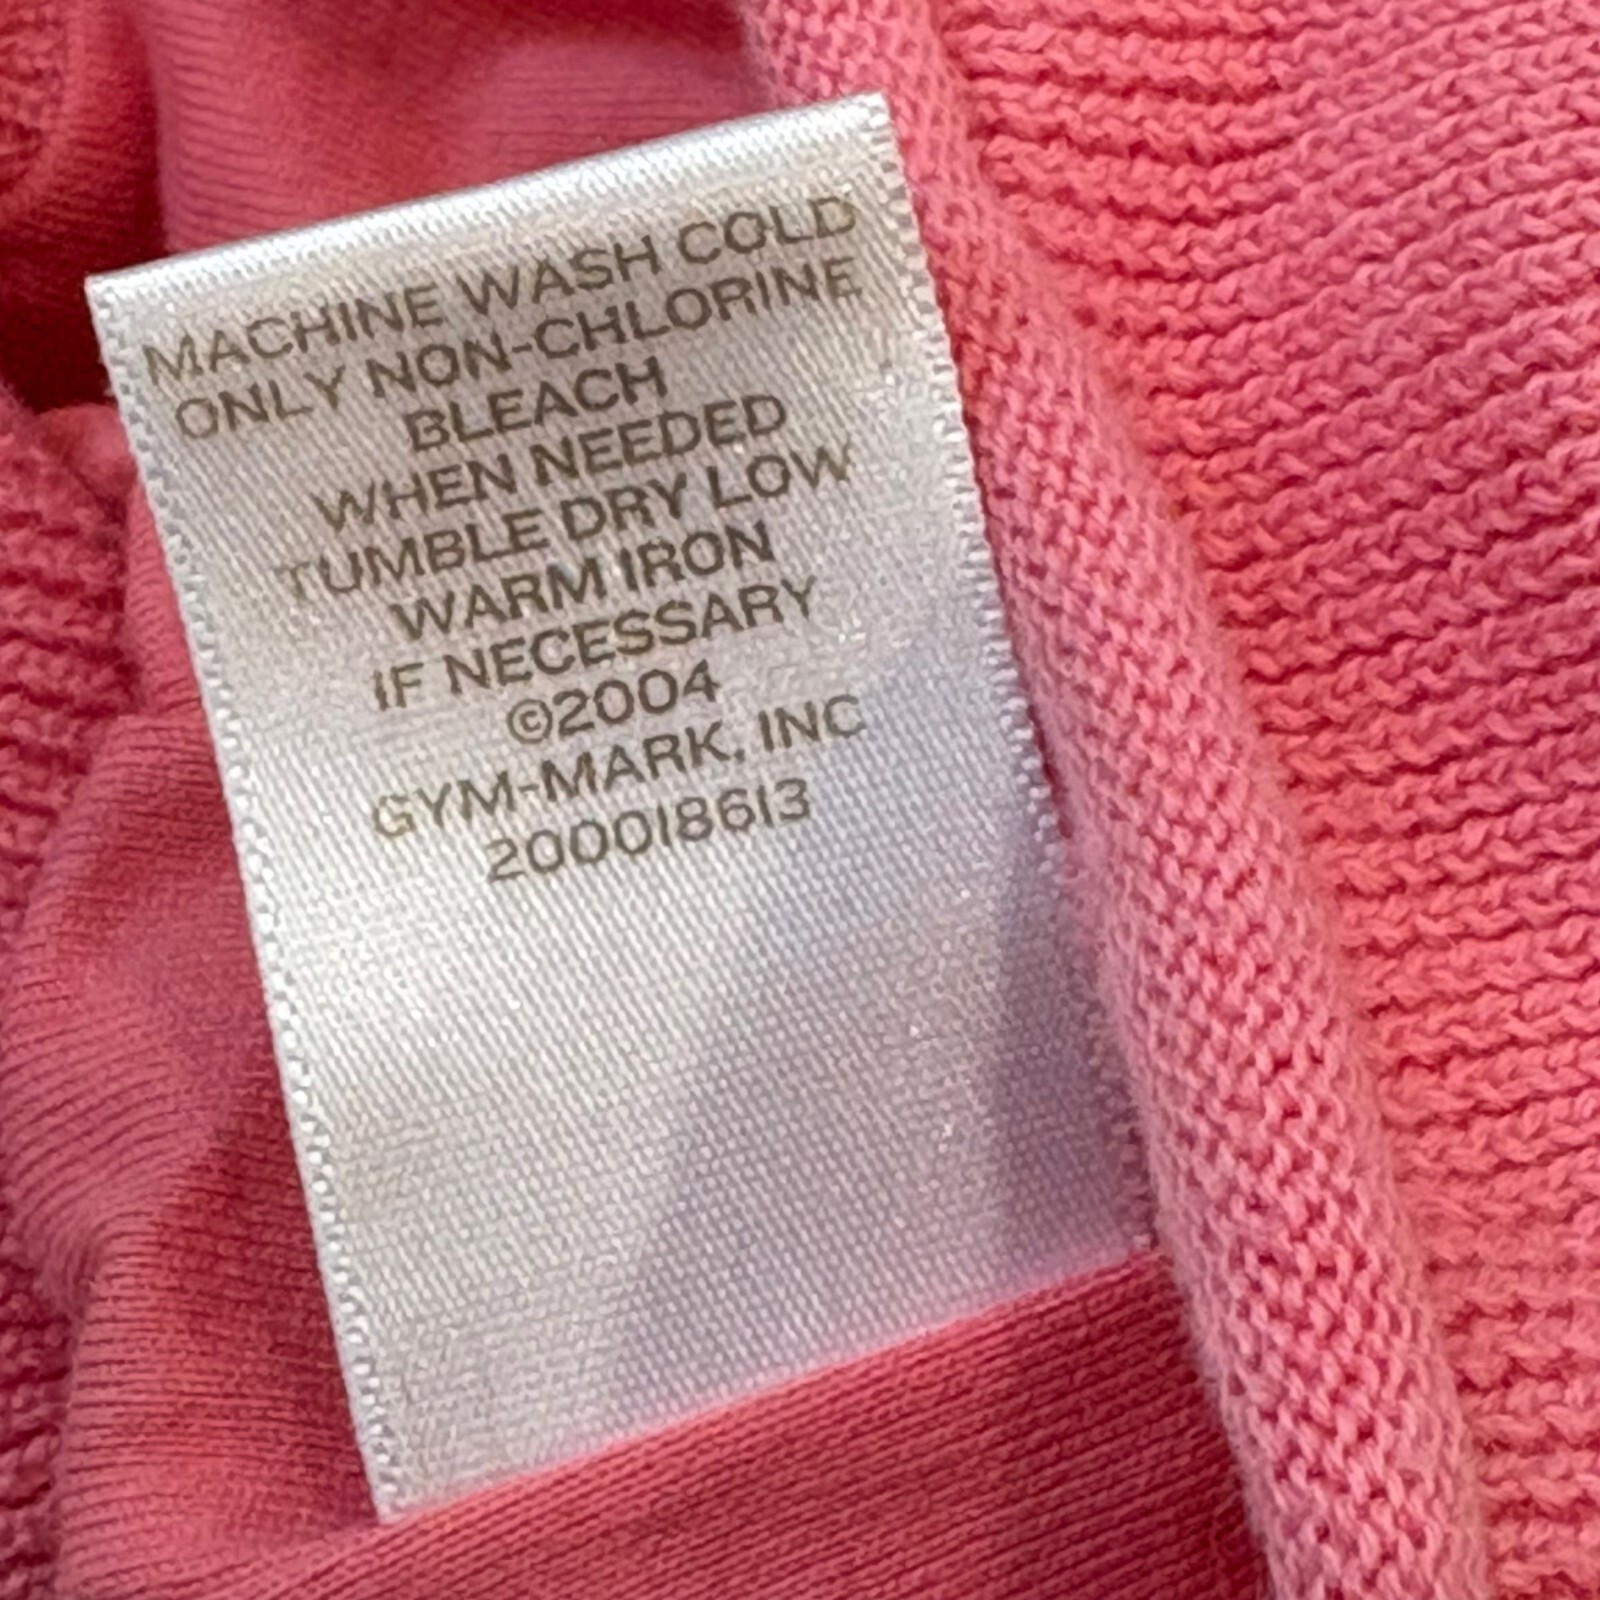 MACHINE WASH COLD
ONLY NON-CHLORINE
BLEACH
WHEN NEEDED
TUMBLE DRY LOW
WARM IRON
IF NECESSARY
©2004
GYM-MARK, INC
200018613